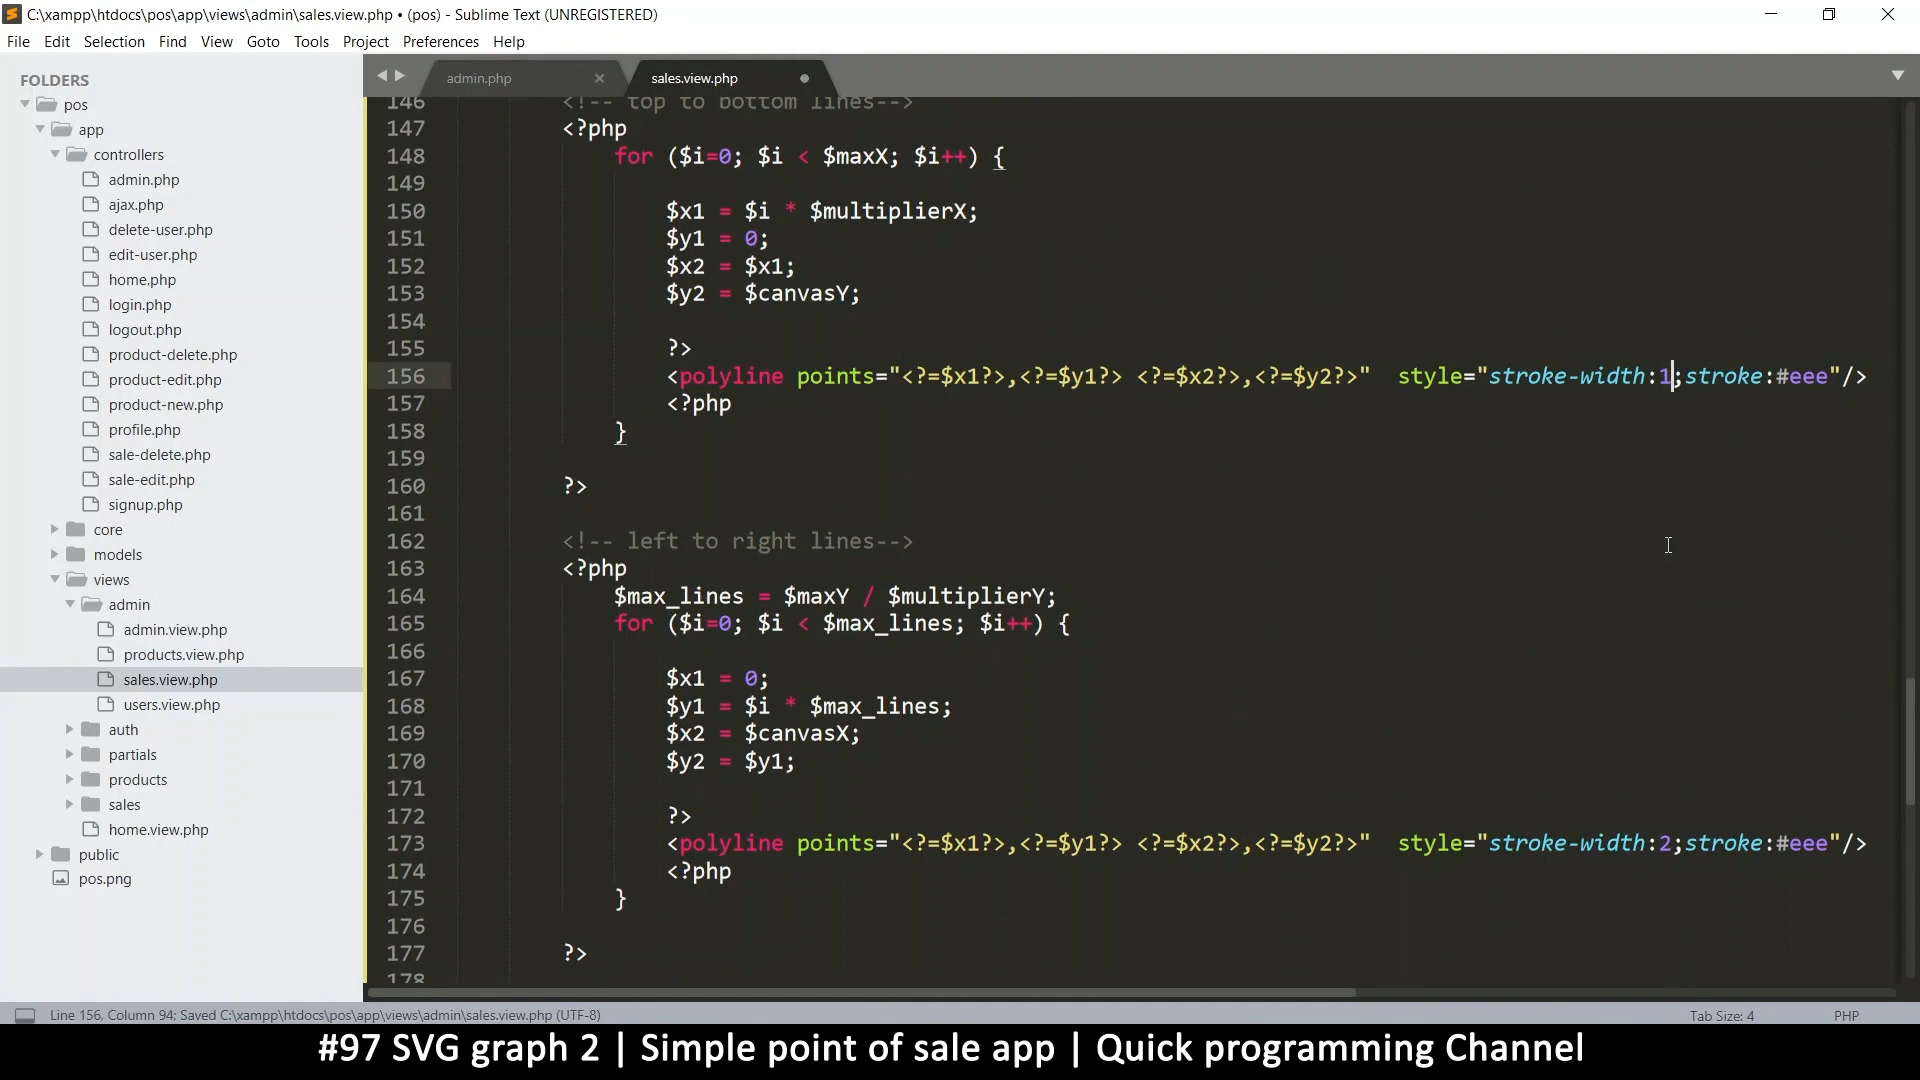 C:\xampp\htdocs\pos\app\views\admin\sales.view.php • (pos) - Sublime Text (UNREGISTERED)
File Edit Selection Find View Goto Tools Project Preferences Help
FOLDERS
pos
app
controllers
admin.php
ajax.php
delete-user.php
edit-user.php
home.php
login.php
logout.php
product-delete.php
product-edit.php
product-new.php
profile.php
sale-delete.php
sale-edit.php
signup.php
core
models
views
admin
admin.view.php
products.view.php
sales.view.php
users.view.php
auth
partials
products
sales
home.view.php
public
pos.png
admin.php sales.view.php
146 <!-- top to bottom lines-->
147 <?php
148 for ($i=0; $i < $maxX; $i++) {
149
150 $x1 = $i * $multiplierX;
151 $y1 = 0;
152 $x2 = $x1;
153 $y2 = $canvasY;
154
155 ?>
156 <polyline points="<?=$x1?>,<?=$y1?> <?=$x2?>,<?=$y2?>" style="stroke-width:1;stroke:#eee"/>
157 <?php
158 }
159
160 ?>
161
162 <!-- left to right lines-->
163 <?php
164 $max_lines = $maxY / $multiplierY;
165 for ($i=0; $i < $max_lines; $i++) {
166
167 $x1 = 0;
168 $y1 = $i * $max_lines;
169 $x2 = $canvasX;
170 $y2 = $y1;
171
172 ?>
173 <polyline points="<?=$x1?>,<?=$y1?> <?=$x2?>,<?=$y2?>" style="stroke-width:2;stroke:#eee"/>
174 <?php
175 }
176
177 ?>
178
Line 156, Column 94; Saved C:\xampp\htdocs\pos\app\views\admin\sales.view.php (UTF-8) Tab Size: 4 PHP
#97 SVG graph 2 | Simple point of sale app | Quick programming Channel